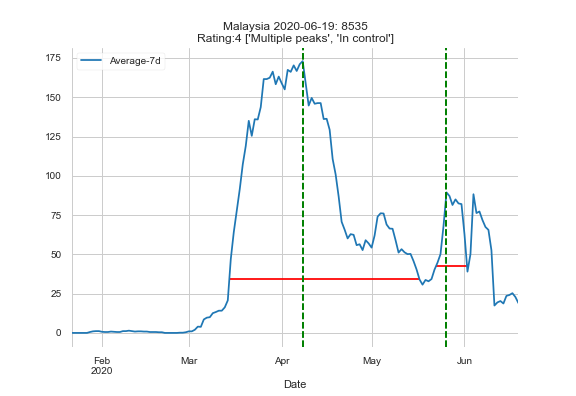 Malaysia 2020-06-19: 8535
Rating:4 ['Multiple peaks', 'In control']
Average-7d
175
150
125
100
75
50
25
0
Feb
2020
Mar
Apr
May
Jun
Date